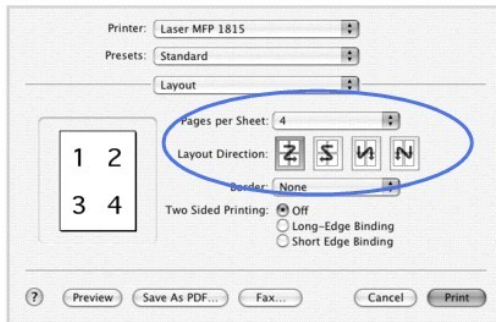 Printer: Laser MFP 1815
Presets: Standard
Layout
Pages per Sheet: 4
Layout Direction:
Border: None
1 2
3 4
Two Sided Printing: Off
Long-Edge Binding
Short Edge Binding
? Preview Save As PDF... Fax... Cancel Print